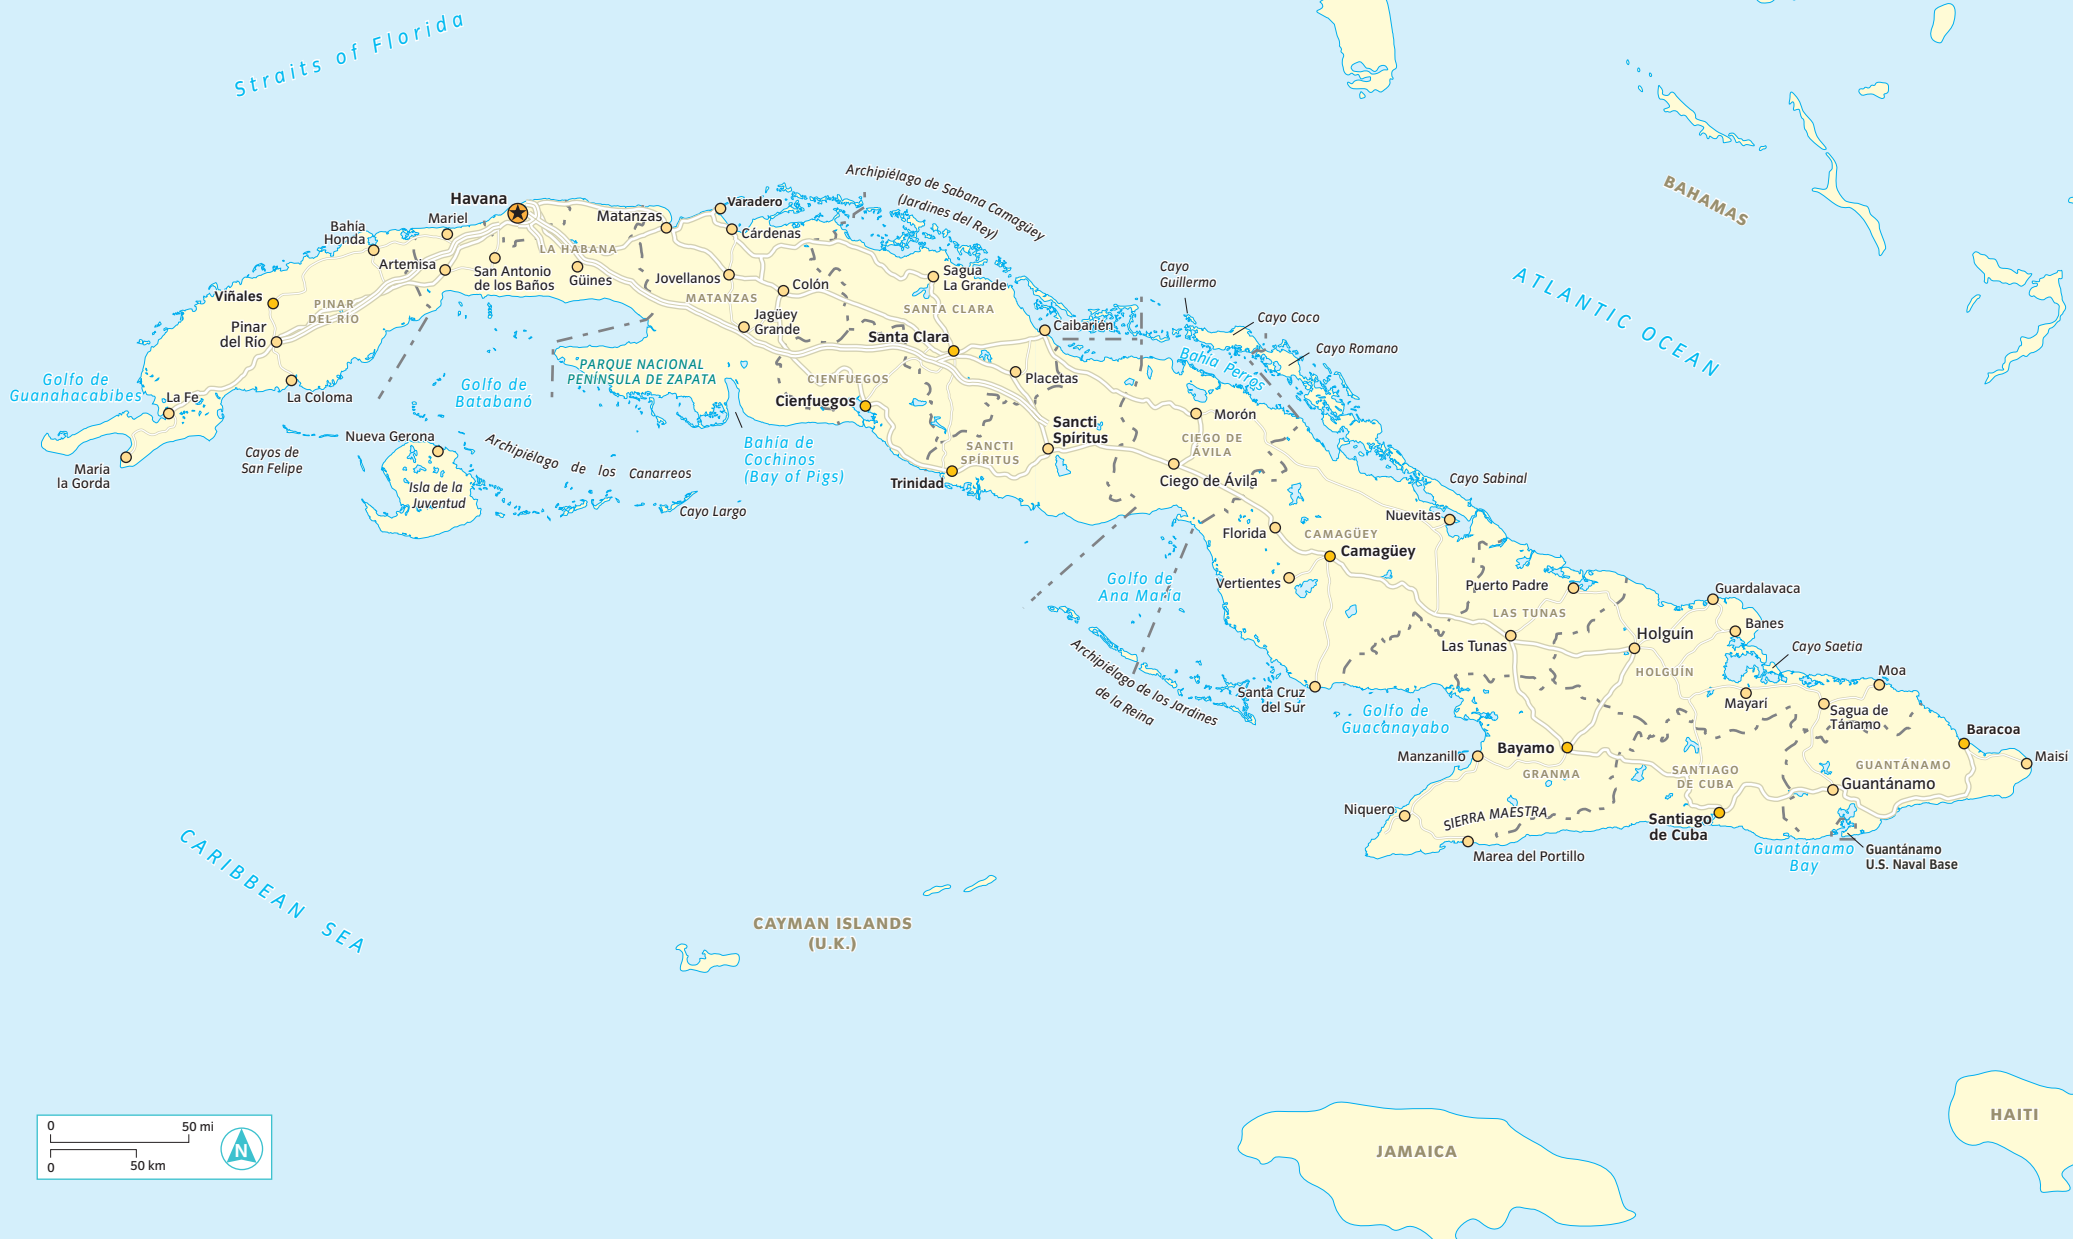 Straits of Florida
BAHAMAS
ATLANTIC OCEAN
Archipiélago de Sabana Camagüey
(Jardines del Rey)
Havana
Varadero
Matanzas
Cárdenas
Mariel
Bahía
Honda
LA HABANA
Artemisa
San Antonio
de los Baños
Güines
Jovellanos
Colón
Sagua
La Grande
MATANZAS
SANTA CLARA
Viñales
PINAR
DEL RÍO
Pinar
del Río
Jagüey
Grande
Santa Clara
Caibarién
Cayo
Guillermo
Cayo Coco
Cayo Romano
Bahía Perros
PARQUE NACIONAL
PENÍNSULA DE ZAPATA
CIENFUEGOS
Placetas
Golfo de
Guanahacabibes
Golfo de
Batabanó
La Fe
La Coloma
Cienfuegos
Morón
Sancti
Spíritus
Nueva Gerona
Archipiélago de los Canarreos
Bahía de
Cochinos
(Bay of Pigs)
SANCTI
SPÍRITUS
CIEGO DE
ÁVILA
Cayos de
San Felipe
Maria
la Gorda
Isla de la
Juventud
Trinidad
Ciego de Ávila
Cayo Sabinal
Cayo Largo
Nuevitas
Florida
CAMAGÜEY
Camagüey
Golfo de
Ana María
Vertientes
Puerto Padre
Guardalavaca
LAS TUNAS
Banes
Holguín
Las Tunas
Cayo Saetia
Archipiélago de los Jardines
de la Reina
HOLGUÍN
Moa
Santa Cruz
del Sur
Golfo de
Guacanayabo
Mayarí
Sagua de
Tánamo
Baracoa
Manzanillo
Bayamo
Maisí
GRANMA
SANTIAGO
DE CUBA
GUANTÁNAMO
Guantánamo
Niquero
SIERRA MAESTRA
Santiago
de Cuba
Marea del Portillo
Guantánamo
Bay
Guantánamo
U.S. Naval Base
CARIBBEAN SEA
CAYMAN ISLANDS
(U.K.)
JAMAICA
HAITI
0 50 mi
0 50 km
N